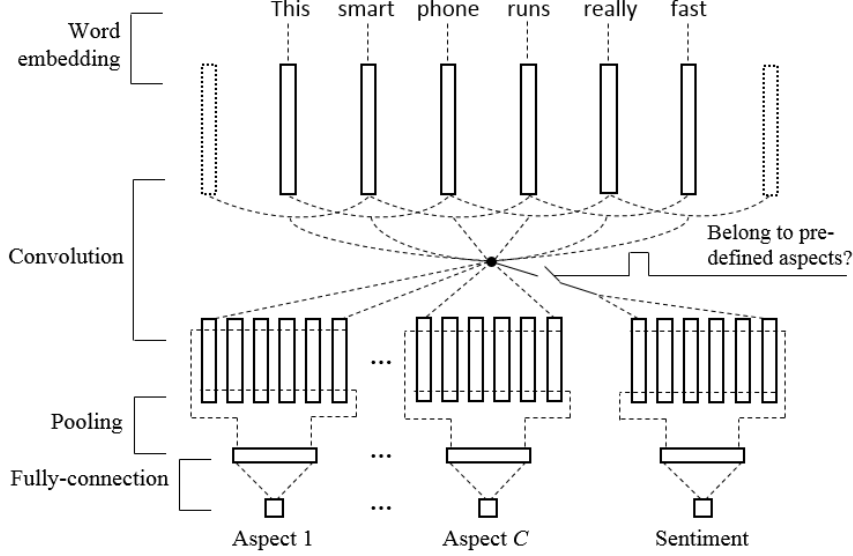 This smart phone runs really fast
Word
embedding
Belong to pre-
defined aspects?
Convolution
...
Pooling
...
Fully-connection
...
Aspect 1 Aspect C Sentiment